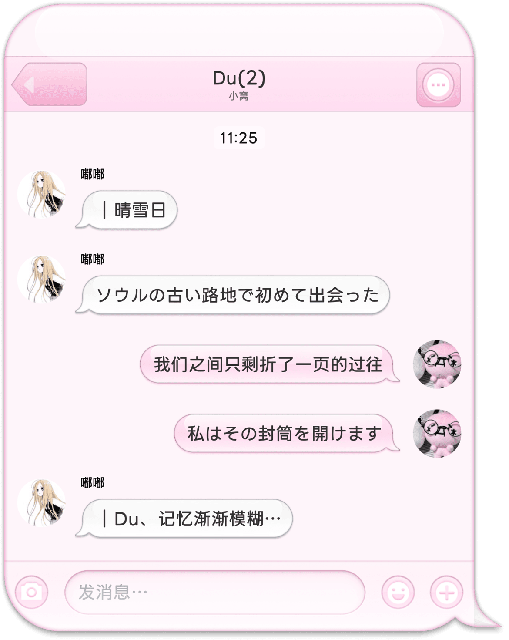 Du(2)
小窝
11:25
嘟嘟
｜晴雪日
嘟嘟
ソウルの古い路地で初めて出会った
我们之间只剩折了一页的过往
私はその封筒を開けます
嘟嘟
｜Du、记忆渐渐模糊…
发消息…